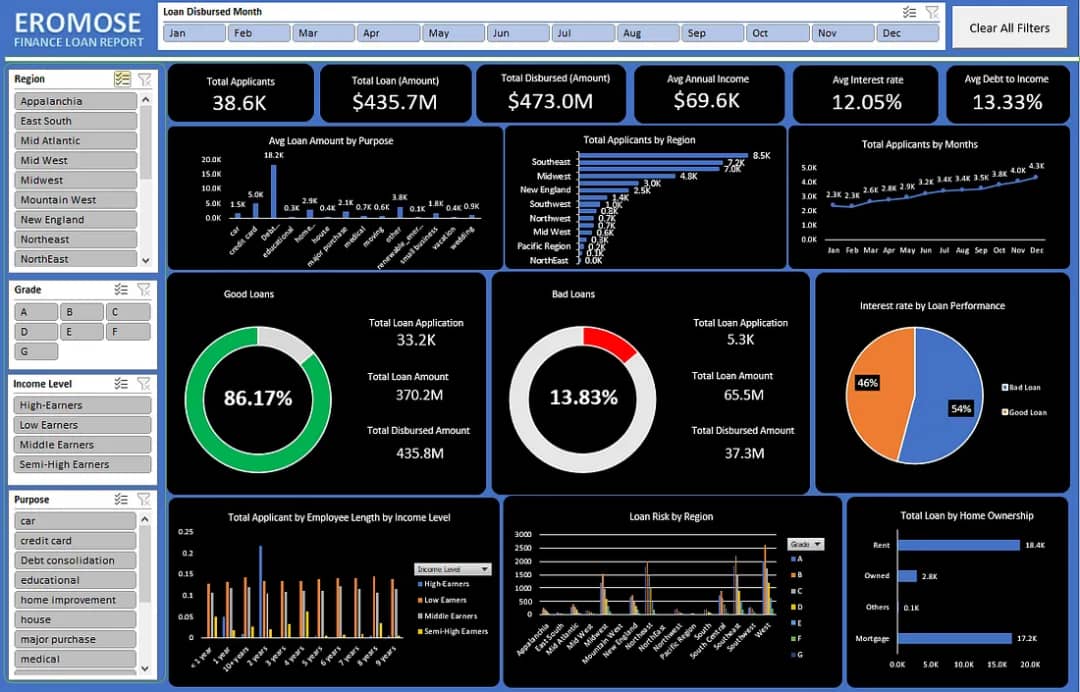 EROMOSE
FINANCE LOAN REPORT
Loan Disbursed Month
Jan Feb Mar Apr May Jun Jul Aug Sep Oct Nov Dec
Clear All Filters
Region
Appalanchia
East South
Mid Atlantic
Mid West
Midwest
Mountain West
New England
Northeast
NorthEast
Grade
A B C
D E F
G
Income Level
High-Earners
Low Earners
Middle Earners
Semi-High Earners
Purpose
car
credit card
Debt consolidation
educational
home improvement
house
major purchase
medical
Total Applicants
38.6K
Total Loan (Amount)
$435.7M
Total Disbursed (Amount)
$473.0M
Avg Annual Income
$69.6K
Avg Interest rate
12.05%
Avg Debt to Income
13.33%
Avg Loan Amount by Purpose
20.0K
15.0K
10.0K
5.0K
0.0K
1.5K 5.0K 18.2K 0.3K 2.9K 0.4K 2.1K 0.7K 0.6K 3.8K 0.1K 1.8K 0.4K 0.9K
car
credit card
Debt...
educational
home...
house
major purchase
medical
moving
other
renewable_ener...
small business
vacation
wedding
Total Applicants by Region
8.5K
Southeast 7.2K
7.0K
Midwest 4.8K
3.0K
New England 2.5K
1.4K
Southwest 1.0K
0.8K
Northwest 0.7K
0.7K
Mid West 0.6K
0.3K
Pacific Region 0.2K
0.1K
NorthEast 0.0K
Total Applicants by Months
5.0K
4.0K
3.0K
2.0K
1.0K
0.0K
2.3K 2.3K 2.6K 2.8K 2.9K 3.2K 3.4K 3.4K 3.5K 3.8K 4.0K 4.3K
Jan Feb Mar Apr May Jun Jul Aug Sep Oct Nov Dec
Good Loans
86.17%
Total Loan Application
33.2K
Total Loan Amount
370.2M
Total Disbursed Amount
435.8M
Bad Loans
13.83%
Total Loan Application
5.3K
Total Loan Amount
65.5M
Total Disbursed Amount
37.3M
Interest rate by Loan Performance
46%
54%
Bad Loan
Good Loan
Total Applicant by Employee Length by Income Level
0.25
0.2
0.15
0.1
0.05
0
< 1 year
1 year
10+ years
2 years
3 years
4 years
5 years
6 years
7 years
8 years
9 years
Income Level
High-Earners
Low Earners
Middle Earners
Semi-High Earners
Loan Risk by Region
3000
2500
2000
1500
1000
500
0
Appalanchia
East South
Mid Atlantic
Mid West
Midwest
Mountain West
New England
Northeast
NorthEast
Northwest
Pacific Region
South
South Central
Southeast
Southwest
West
Grade
A
B
C
D
E
F
G
Total Loan by Home Ownership
Rent 18.4K
Owned 2.8K
Others 0.1K
Mortgage 17.2K
0.0K 5.0K 10.0K 15.0K 20.0K